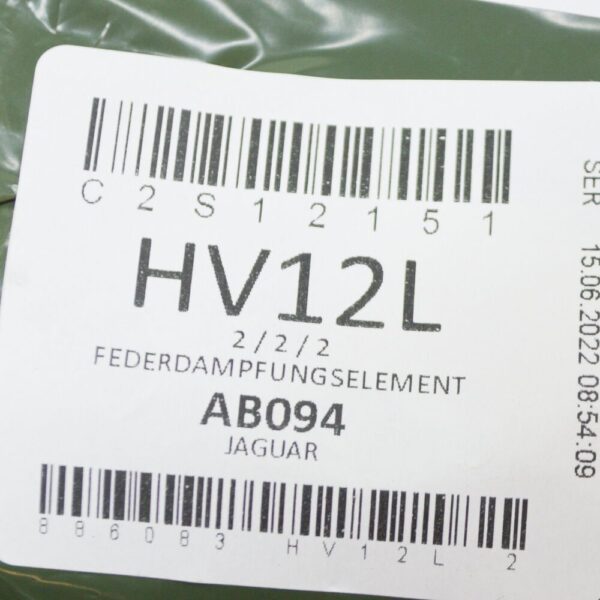 C2S12151
HV12L
2/2/2
FEDERDAMPFUNGSELEMENT
AB094
JAGUAR
886083 HV12L 2
SER 15.06.2022 08:54:09